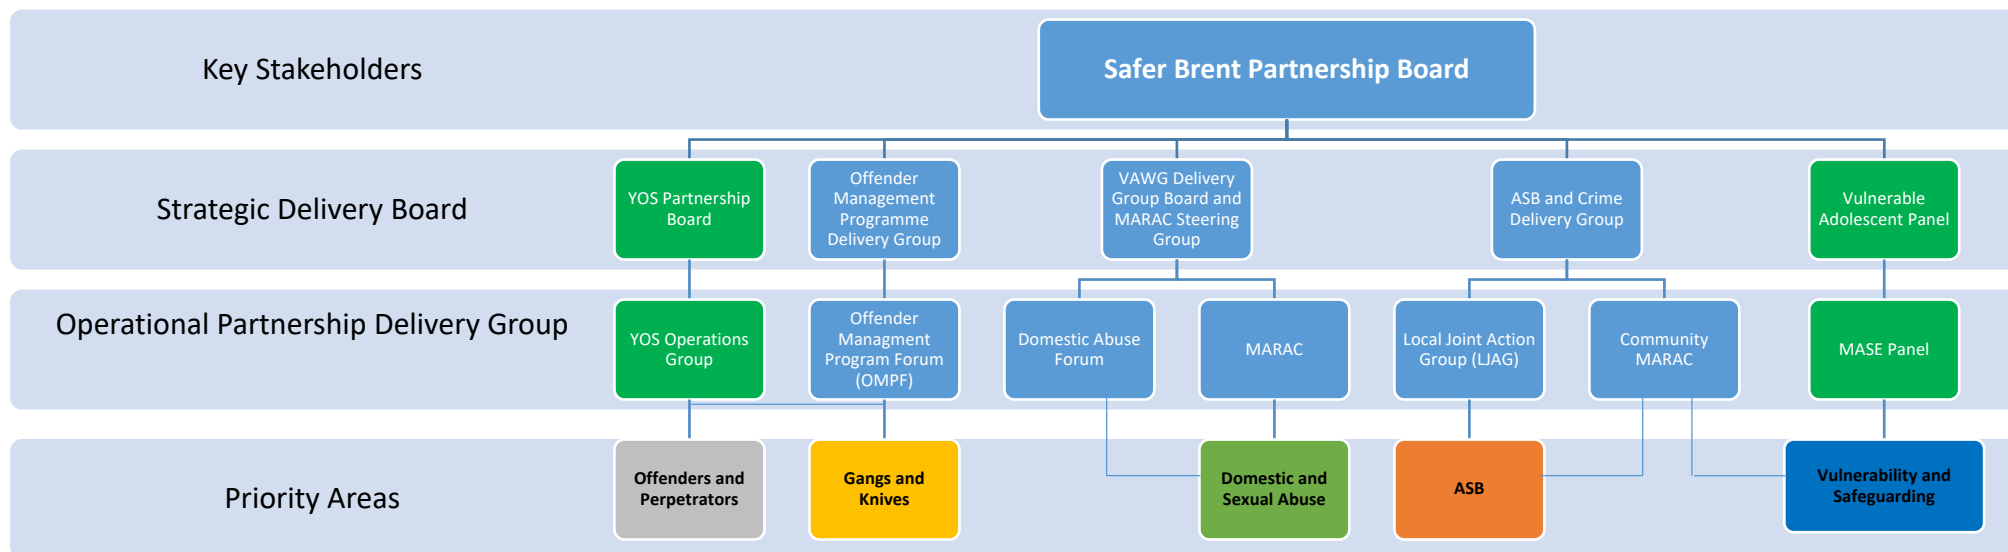 Key Stakeholders
Safer Brent Partnership Board
Strategic Delivery Board
YOS Partnership
Board
Offender
Management
Programme
Delivery Group
VAWG Delivery
Group Board and
MARAC Steering
Group
ASB and Crime
Delivery Group
Vulnerable
Adolescent Panel
Operational Partnership Delivery Group
YOS Operations
Group
Offender
Managment
Program Forum
(OMPF)
Domestic Abuse
Forum
MARAC
Local Joint Action
Group (LJAG)
Community
MARAC
MASE Panel
Priority Areas
Offenders and
Perpetrators
Gangs and
Knives
Domestic and
Sexual Abuse
ASB
Vulnerability and
Safeguarding